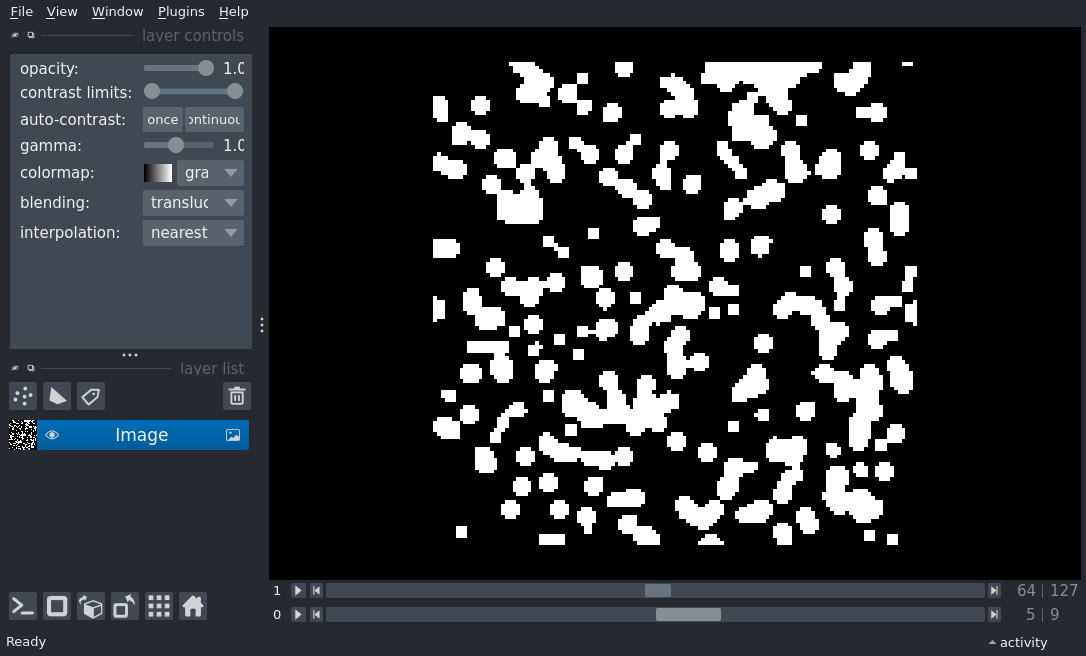 File View Window Plugins Help
layer controls
opacity: 1.0
contrast limits:
auto-contrast: once ontinuou
gamma: 1.0
colormap: gra
blending: transluc
interpolation: nearest
layer list
Image
1 64 | 127
0 5 | 9
Ready activity